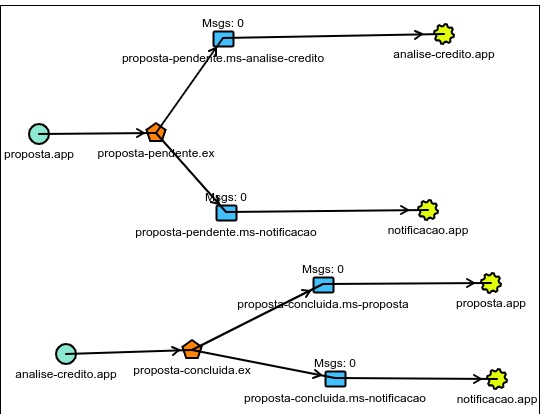 Msgs: 0
proposta-pendente.ms-analise-credito
analise-credito.app
proposta.app
proposta-pendente.ex
Msgs: 0
proposta-pendente.ms-notificacao
notificacao.app
Msgs: 0
proposta-concluida.ms-proposta
proposta.app
analise-credito.app
proposta-concluida.ex
Msgs: 0
proposta-concluida.ms-notificacao
notificacao.app